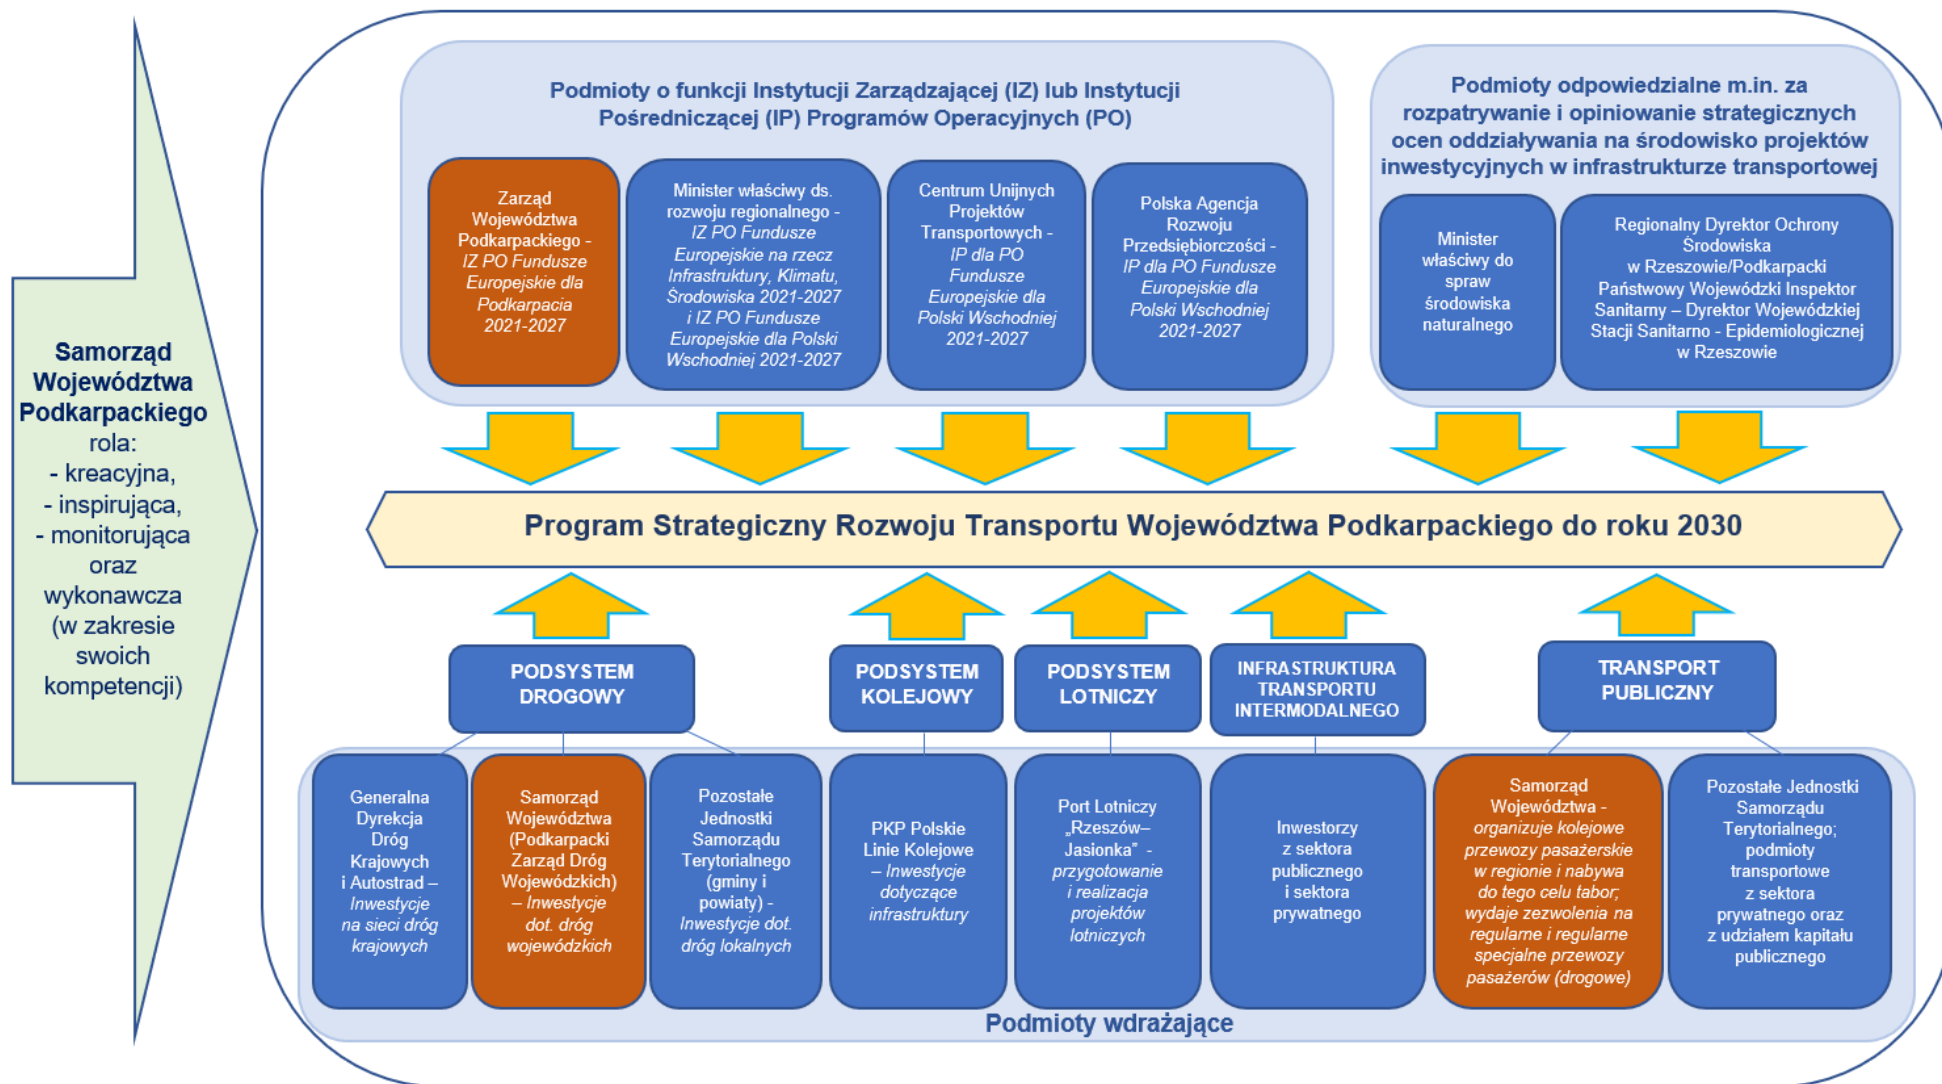 Samorząd
Województwa
Podkarpackiego
rola:
- kreacyjna,
- inspirująca,
- monitorująca
oraz
wykonawcza
(w zakresie
swoich
kompetencji)
Podmioty o funkcji Instytucji Zarządzającej (IZ) lub Instytucji
Pośredniczącej (IP) Programów Operacyjnych (PO)
Zarząd
Województwa
Podkarpackiego -
IZ PO Fundusze
Europejskie dla
Podkarpacia
2021-2027
Minister właściwy ds.
rozwoju regionalnego -
IZ PO Fundusze
Europejskie na rzecz
Infrastruktury, Klimatu,
Środowiska 2021-2027
i IZ PO Fundusze
Europejskie dla Polski
Wschodniej 2021-2027
Centrum Unijnych
Projektów
Transportowych -
IP dla PO
Fundusze
Europejskie dla
Polski Wschodniej
2021-2027
Polska Agencja
Rozwoju
Przedsiębiorczości -
IP dla PO Fundusze
Europejskie dla
Polski Wschodniej
2021-2027
Podmioty odpowiedzialne m.in. za
rozpatrywanie i opiniowanie strategicznych
ocen oddziaływania na środowisko projektów
inwestycyjnych w infrastrukturze transportowej
Minister
właściwy do
spraw
środowiska
naturalnego
Regionalny Dyrektor Ochrony
Środowiska
w Rzeszowie/Podkarpacki
Państwowy Wojewódzki Inspektor
Sanitarny – Dyrektor Wojewódzkiej
Stacji Sanitarno - Epidemiologicznej
w Rzeszowie
Program Strategiczny Rozwoju Transportu Województwa Podkarpackiego do roku 2030
PODSYSTEM
DROGOWY
PODSYSTEM
KOLEJOWY
PODSYSTEM
LOTNICZY
INFRASTRUKTURA
TRANSPORTU
INTERMODALNEGO
TRANSPORT
PUBLICZNY
Generalna
Dyrekcja
Dróg
Krajowych
i Autostrad –
Inwestycje
na sieci dróg
krajowych
Samorząd
Województwa
(Podkarpacki
Zarząd Dróg
Wojewódzkich)
– Inwestycje
dot. dróg
wojewódzkich
Pozostałe
Jednostki
Samorządu
Terytorialnego
(gminy i
powiaty) -
Inwestycje dot.
dróg lokalnych
PKP Polskie
Linie Kolejowe
– Inwestycje
dotyczące
infrastruktury
Port Lotniczy
„Rzeszów–
Jasionka” -
przygotowanie
i realizacja
projektów
lotniczych
Inwestorzy
z sektora
publicznego
i sektora
prywatnego
Samorząd
Województwa -
organizuje kolejowe
przewozy pasażerskie
w regionie i nabywa
do tego celu tabor;
wydaje zezwolenia na
regularne i regularne
specjalne przewozy
pasażerów (drogowe)
Pozostałe Jednostki
Samorządu
Terytorialnego;
podmioty
transportowe
z sektora
prywatnego oraz
z udziałem kapitału
publicznego
Podmioty wdrażające